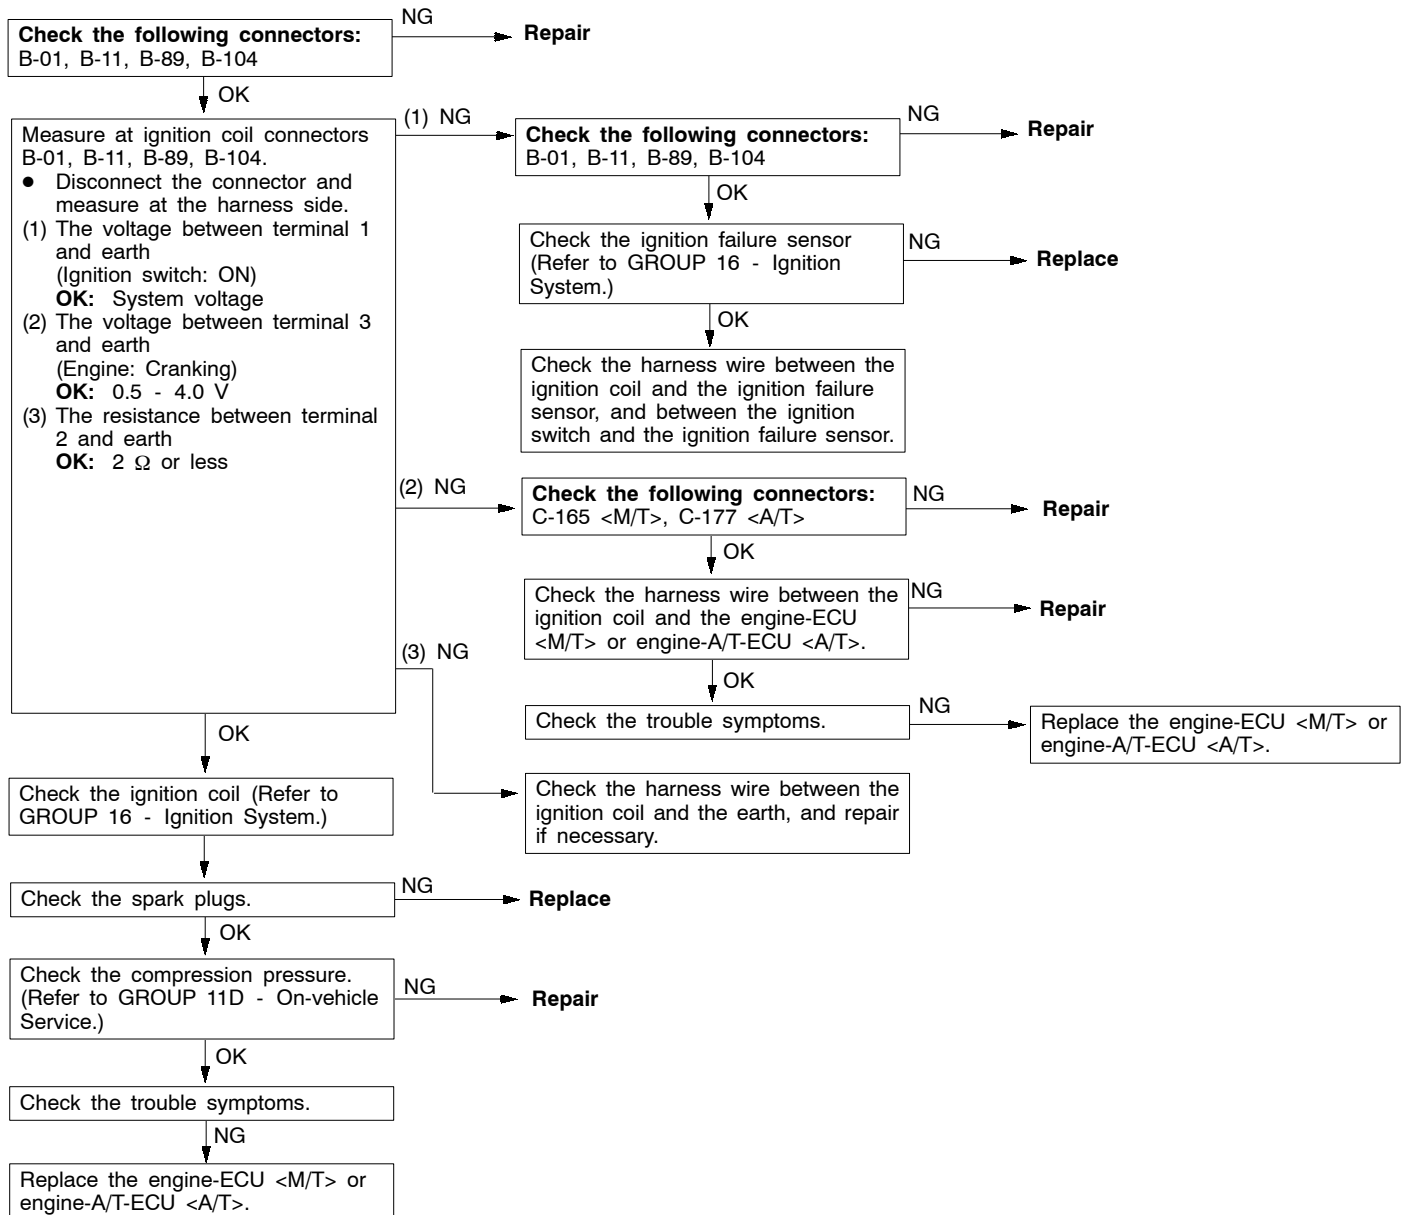 Check the following connectors:
B-01, B-11, B-89, B-104
NG
Repair
OK
Measure at ignition coil connectors
B-01, B-11, B-89, B-104.
● Disconnect the connector and
measure at the harness side.
(1) The voltage between terminal 1
and earth
(Ignition switch: ON)
OK: System voltage
(2) The voltage between terminal 3
and earth
(Engine: Cranking)
OK: 0.5 - 4.0 V
(3) The resistance between terminal
2 and earth
OK: 2 Ω or less
(1) NG
Check the following connectors:
B-01, B-11, B-89, B-104
NG
Repair
OK
Check the ignition failure sensor
(Refer to GROUP 16 - Ignition
System.)
NG
Replace
OK
Check the harness wire between the
ignition coil and the ignition failure
sensor, and between the ignition
switch and the ignition failure sensor.
(2) NG
Check the following connectors:
C-165 <M/T>, C-177 <A/T>
NG
Repair
OK
Check the harness wire between the
ignition coil and the engine-ECU
<M/T> or engine-A/T-ECU <A/T>.
NG
Repair
OK
Check the trouble symptoms.
NG
Replace the engine-ECU <M/T> or
engine-A/T-ECU <A/T>.
(3) NG
Check the harness wire between the
ignition coil and the earth, and repair
if necessary.
OK
Check the ignition coil (Refer to
GROUP 16 - Ignition System.)
Check the spark plugs.
NG
Replace
OK
Check the compression pressure.
(Refer to GROUP 11D - On-vehicle
Service.)
NG
Repair
OK
Check the trouble symptoms.
NG
Replace the engine-ECU <M/T> or
engine-A/T-ECU <A/T>.